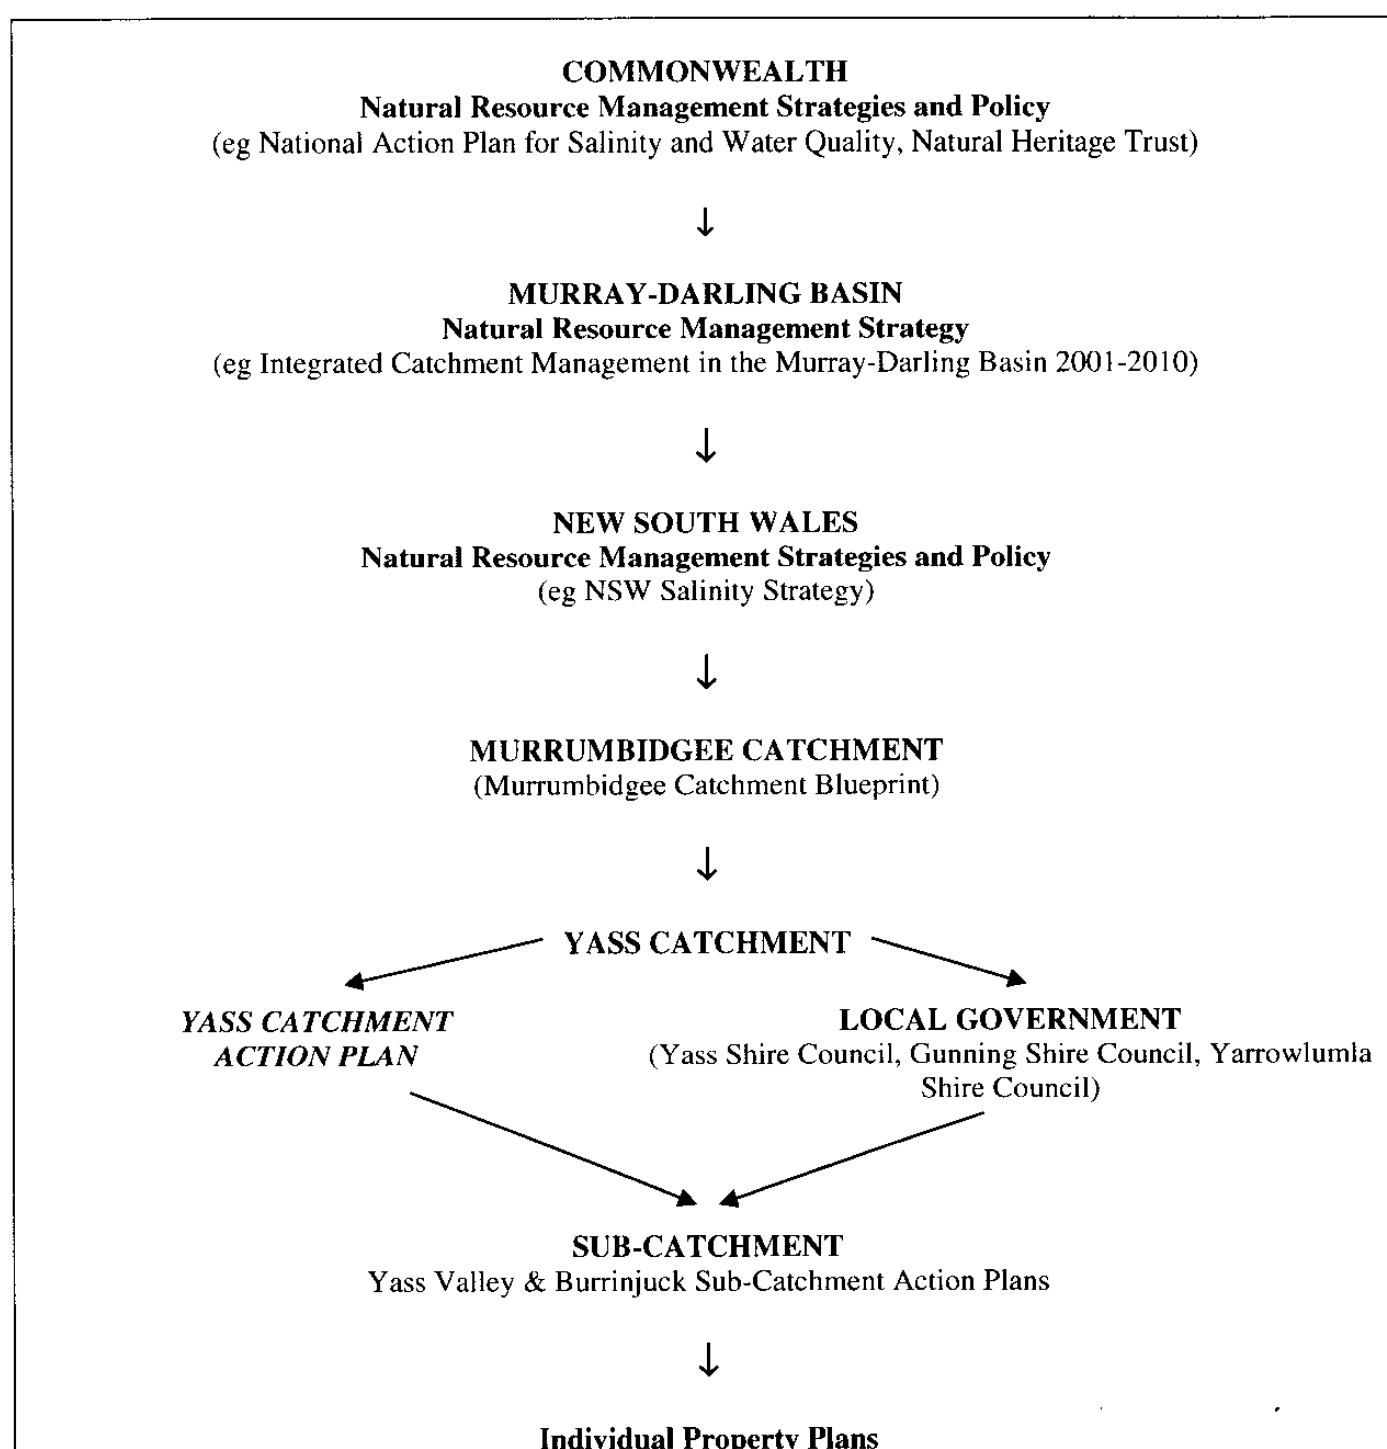 COMMONWEALTH
Natural Resource Management Strategies and Policy
(eg National Action Plan for Salinity and Water Quality, Natural Heritage Trust)
MURRAY-DARLING BASIN
Natural Resource Management Strategy
(eg Integrated Catchment Management in the Murray-Darling Basin 2001-2010)
NEW SOUTH WALES
Natural Resource Management Strategies and Policy
(eg NSW Salinity Strategy)
MURRUMBIDGEE CATCHMENT
(Murrumbidgee Catchment Blueprint)
YASS CATCHMENT
YASS CATCHMENT
ACTION PLAN
LOCAL GOVERNMENT
(Yass Shire Council, Gunning Shire Council, Yarrowlumla
Shire Council)
SUB-CATCHMENT
Yass Valley & Burrinjuck Sub-Catchment Action Plans
Individual Property Plans